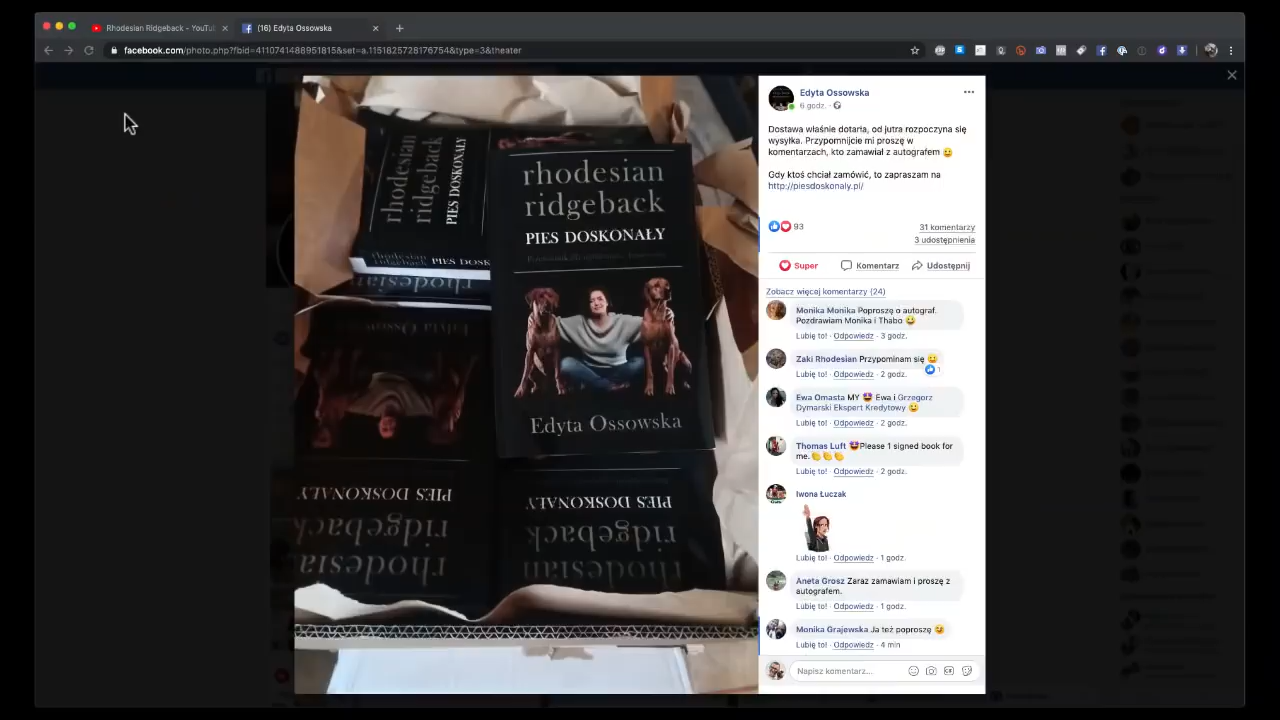 Rhodesian Ridgeback - YouTu
(16) Edyta Ossowska
facebook.com/photo.php?fbid=4110741488951815&set=a.1151825728176754&type=3&theater
rhodesian
ridgeback
PIES DOSKONAŁY
PIES DOSK
rhodesian
ridgeback
PIES DOSKONAŁY
Edyta Ossowska
Edyta Ossowska
PIES DOSKONAŁY
ridgeback
rhodesian
PIES DOSKONAŁY
ridgeback
rhodesian
Edyta Ossowska
6 godz.
Dostawa właśnie dotarła, od jutra rozpoczyna się
wysyłka. Przypomnijcie mi proszę w
komentarzach, kto zamawiał z autografem 😀
Gdy ktoś chciał zamówić, to zapraszam na
http://piesdoskonaly.pl/
93
31 komentarzy
3 udostępnienia
Super
Komentarz
Udostępnij
Zobacz więcej komentarzy (24)
Monika Monika Poproszę o autograf.
Pozdrawiam Monika i Thabo 😀
Lubię to! · Odpowiedz · 3 godz.
Zaki Rhodesian Przypominam się 🙂
1
Lubię to! · Odpowiedz · 2 godz.
Ewa Omasta MY 😍 Ewa i Grzegorz
Dymarski Ekspert Kredytowy 😀
Lubię to! · Odpowiedz · 2 godz.
Thomas Luft 😍Please 1 signed book for
me.👏👏👏
Lubię to! · Odpowiedz · 2 godz.
Iwona Łuczak
Lubię to! · Odpowiedz · 1 godz.
Aneta Grosz Zaraz zamawiam i proszę z
autografem.
Lubię to! · Odpowiedz · 1 godz.
Monika Grajewska Ja też poproszę 😉
Lubię to! · Odpowiedz · 4 min
Napisz komentarz...